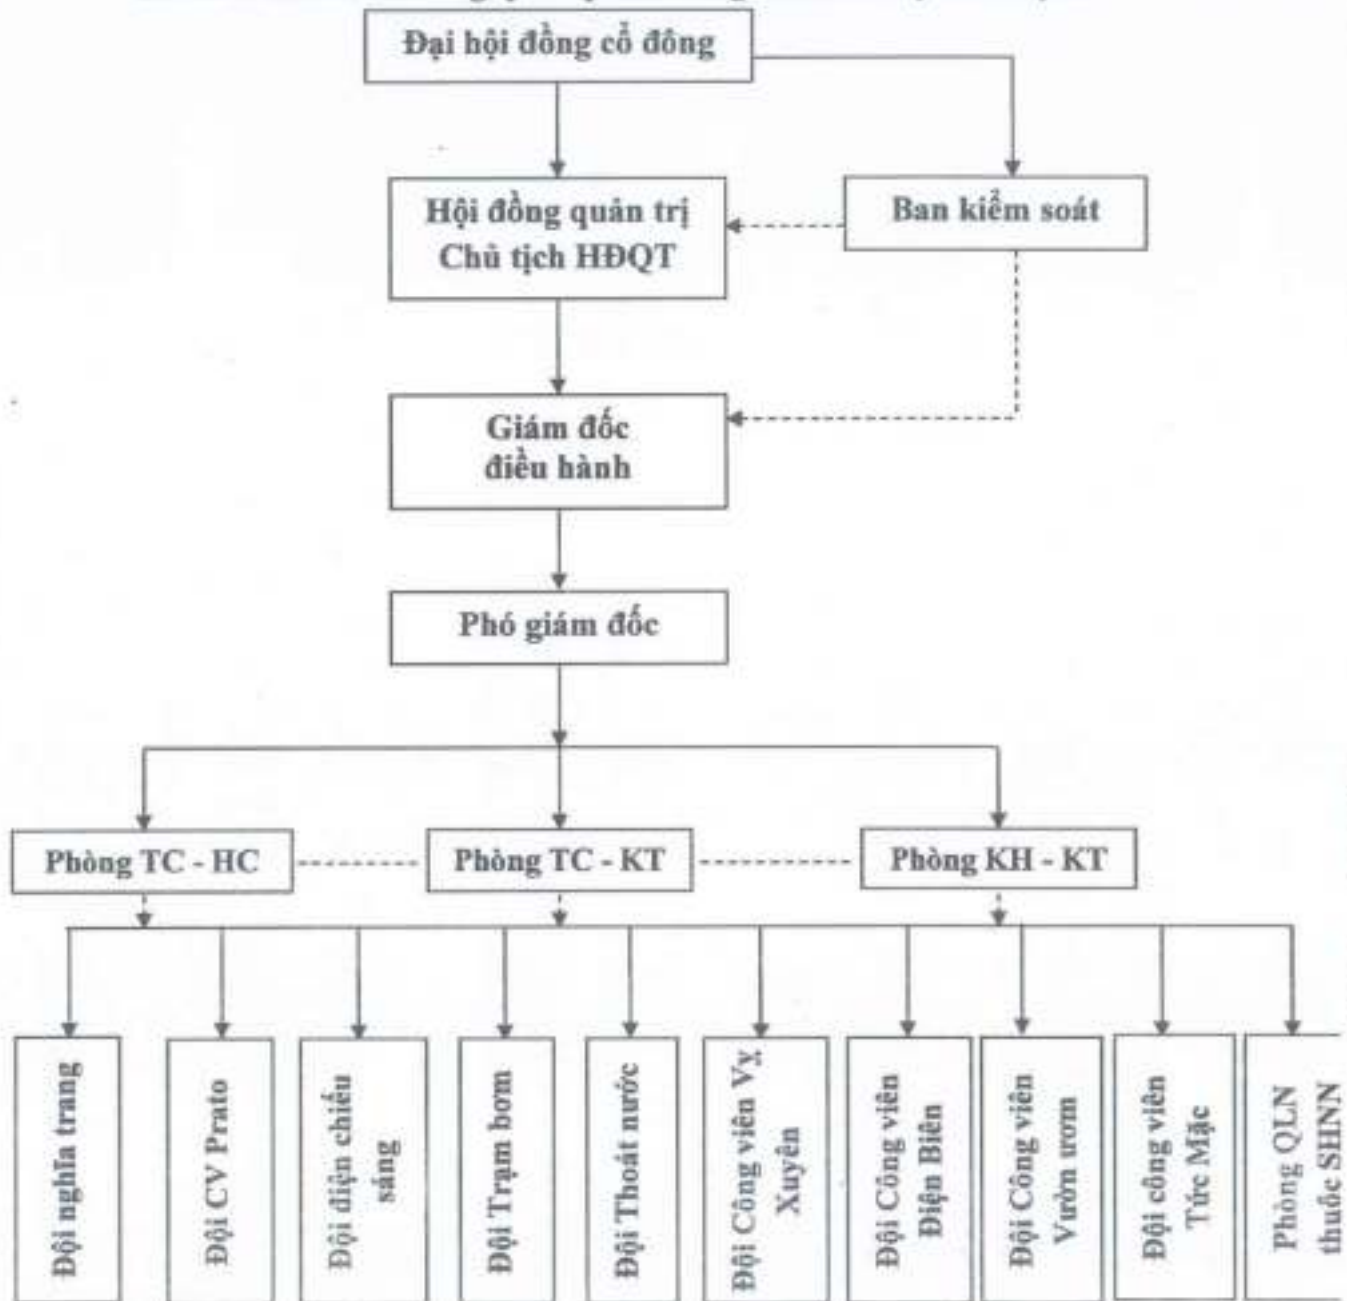 Đại hội đồng cổ đông
Hội đồng quản trị
Chủ tịch HĐQT
Ban kiểm soát
Giám đốc
điều hành
Phó giám đốc
Phòng TC - HC
Phòng TC - KT
Phòng KH - KT
Đội nghĩa trang
Đội CV Prato
Đội điện chiếu
sáng
Đội Trạm bơm
Đội Thoát nước
Đội Công viên Vỵ
Xuyên
Đội Công viên
Điện Biên
Đội Công viên
Vườn ươm
Đội công viên
Tức Mặc
Phòng QLN
thuộc SHNN